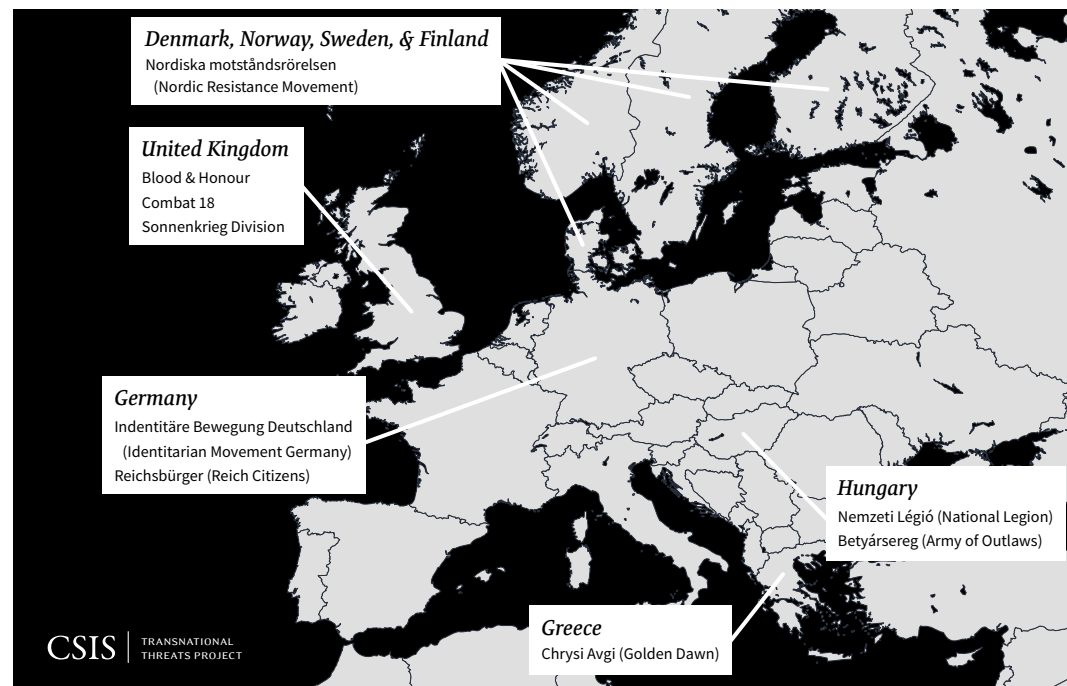 Denmark, Norway, Sweden, & Finland
Nordiska motståndsrörelsen
(Nordic Resistance Movement)
United Kingdom
Blood & Honour
Combat 18
Sonnenkrieg Division
Germany
Indentitäre Bewegung Deutschland
(Identitarian Movement Germany)
Reichsbürger (Reich Citizens)
Hungary
Nemzeti Légió (National Legion)
Betyársereg (Army of Outlaws)
Greece
Chrysi Avgi (Golden Dawn)
CSIS
TRANSNATIONAL
THREATS PROJECT